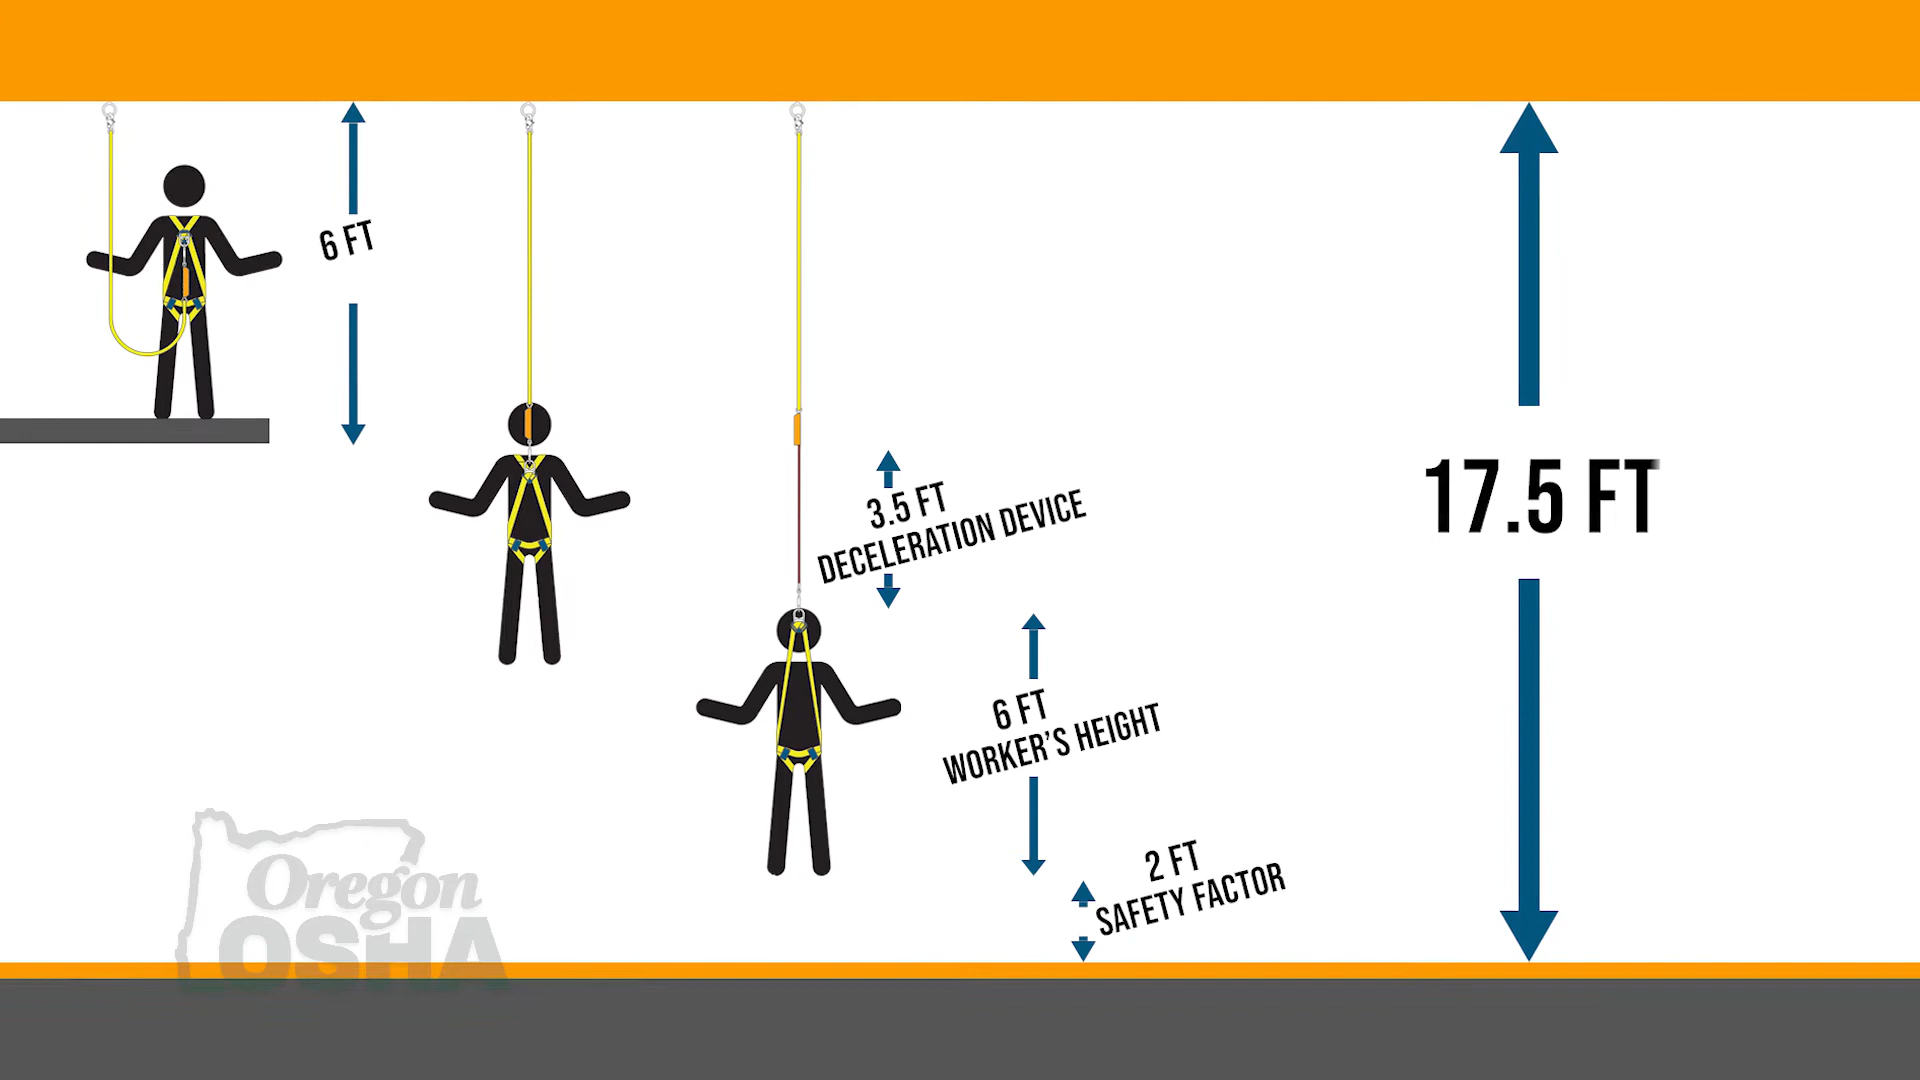 6 FT
3.5 FT
DECELERATION DEVICE
17.5 FT
6 FT
WORKER'S HEIGHT
2 FT
SAFETY FACTOR
Oregon
OSHA